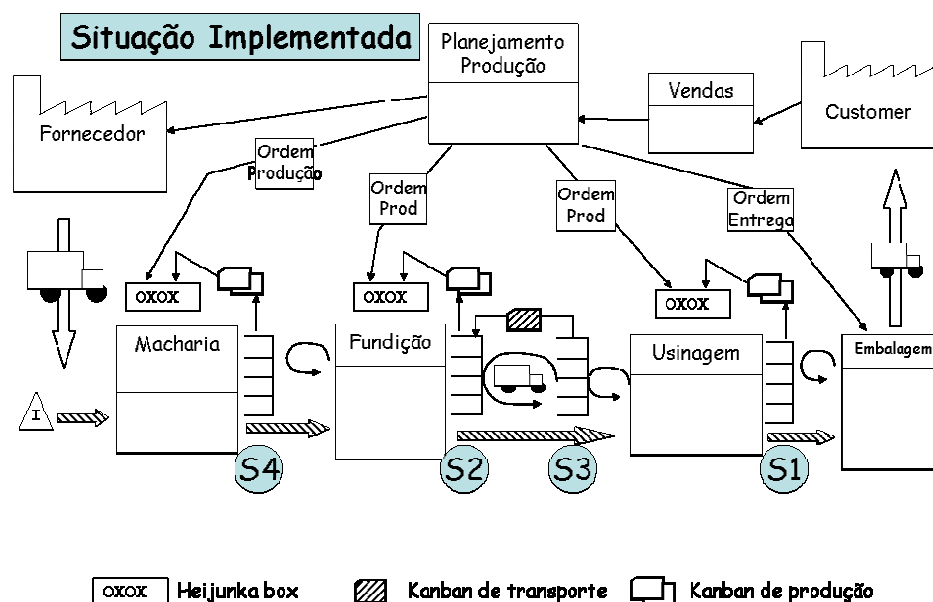 Situação Implementada
Planejamento
Produção
Vendas
Customer
Fornecedor
Ordem
Produção
Ordem
Prod
Ordem
Prod
Ordem
Entrega
OXOX
OXOX
OXOX
Macharia
Fundição
Usinagem
Embalagem
I
S4
S2
S3
S1
OXOX
Heijunka box
Kanban de transporte
Kanban de produção